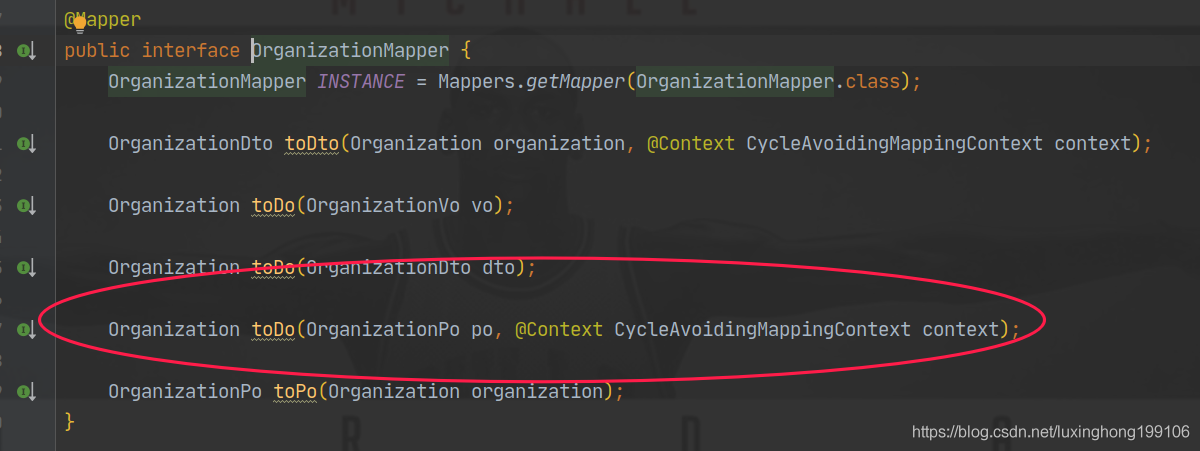 MICHAEL
@Mapper
public interface OrganizationMapper {
OrganizationMapper INSTANCE = Mappers.getMapper(OrganizationMapper.class);
OrganizationDto toDto(Organization organization, @Context CycleAvoidingMappingContext context);
Organization toDo(OrganizationVo vo);
Organization toDo(OrganizationDto dto);
Organization toDo(OrganizationPo po, @Context CycleAvoidingMappingContext context);
OrganizationPo toPo(Organization organization);
}
https://blog.csdn.net/luxinghong199106